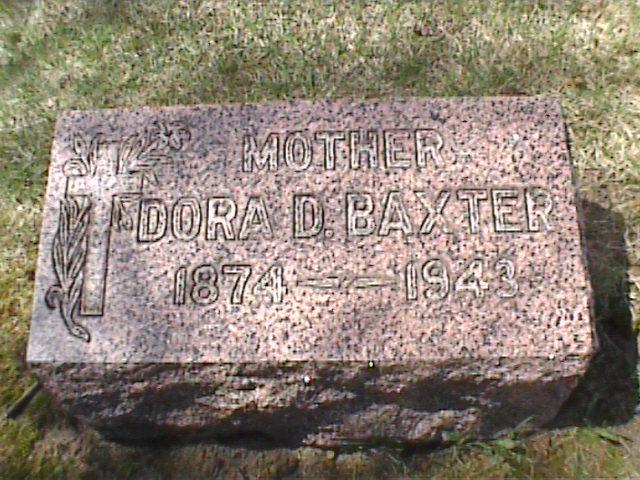 MOTHER
DORA D. BAXTER
1874 — 1943